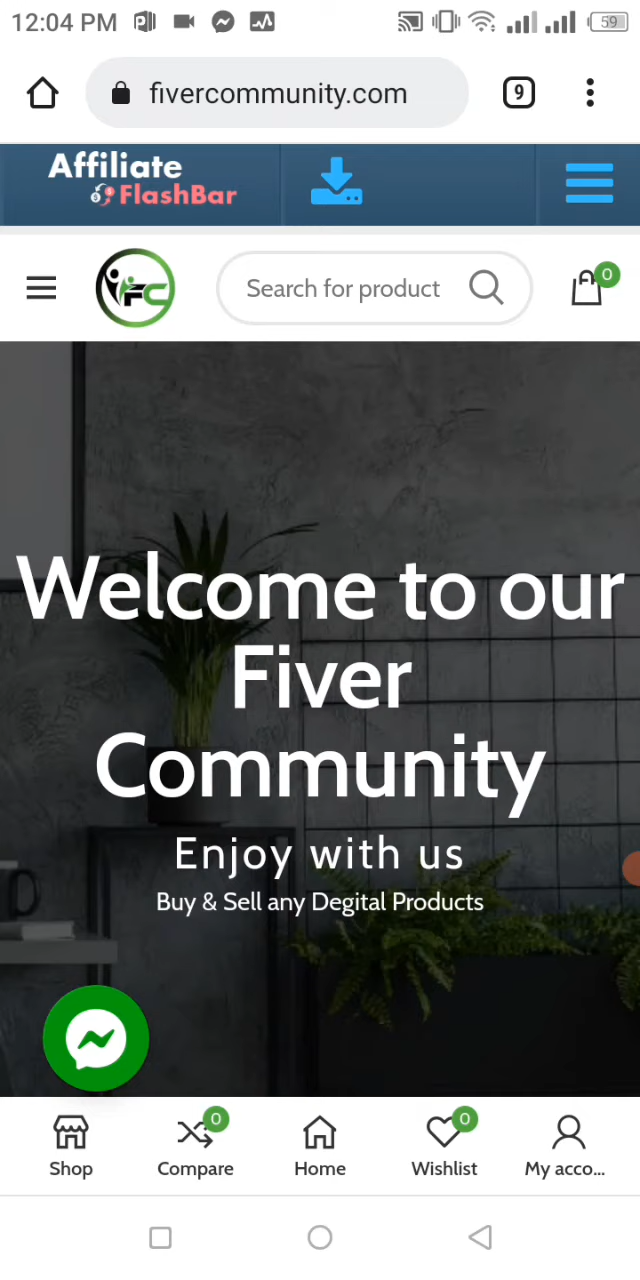 12:04 PM 59
fivercommunity.com 9
Affiliate
FlashBar
FC Search for product 0
Welcome to our
Fiver
Community
Enjoy with us
Buy & Sell any Degital Products
0 0
Shop Compare Home Wishlist My acco...